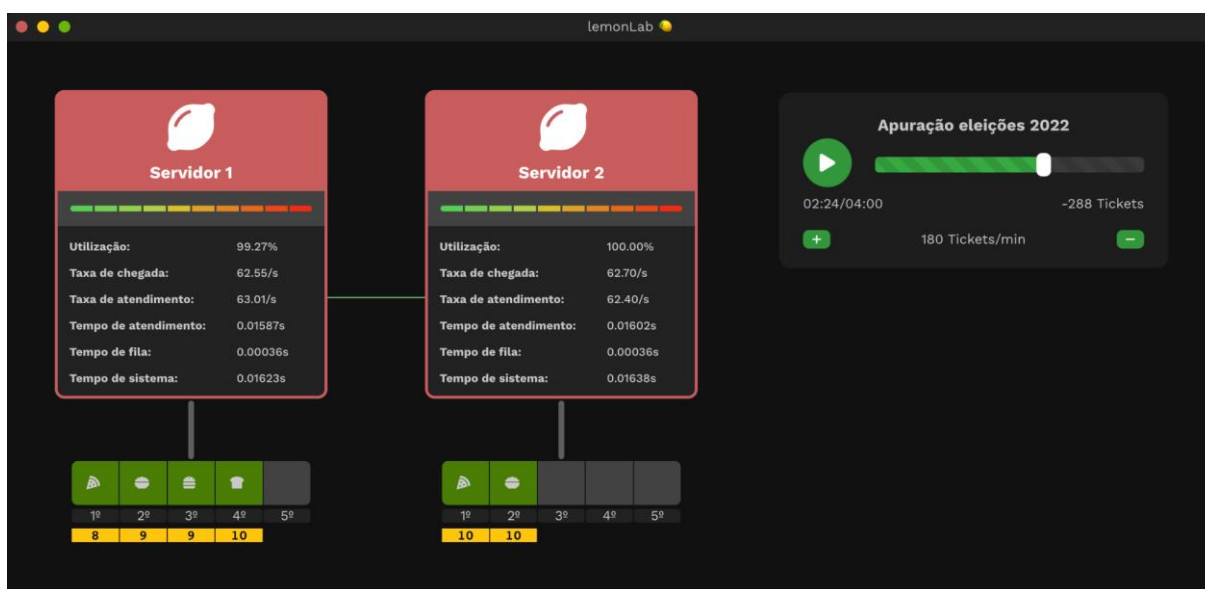 lemonLab
Servidor 1
Utilização: 99.27%
Taxa de chegada: 62.55/s
Taxa de atendimento: 63.01/s
Tempo de atendimento: 0.01587s
Tempo de fila: 0.00036s
Tempo de sistema: 0.01623s
1º 2º 3º 4º 5º
8 9 9 10
Servidor 2
Utilização: 100.00%
Taxa de chegada: 62.70/s
Taxa de atendimento: 62.40/s
Tempo de atendimento: 0.01602s
Tempo de fila: 0.00036s
Tempo de sistema: 0.01638s
1º 2º 3º 4º 5º
10 10
Apuração eleições 2022
02:24/04:00 -288 Tickets
+ 180 Tickets/min −